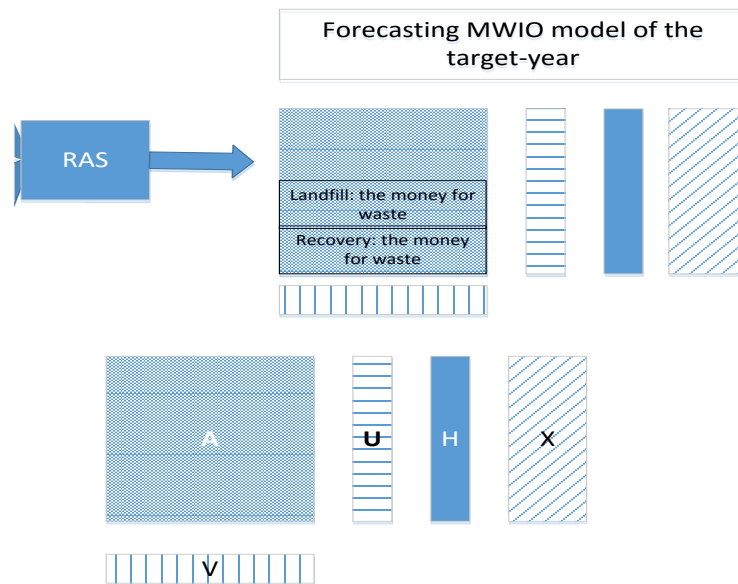 Forecasting MWIO model of the
target-year
RAS
Landfill: the money for
waste
Recovery: the money
for waste
A
U
H
X
V